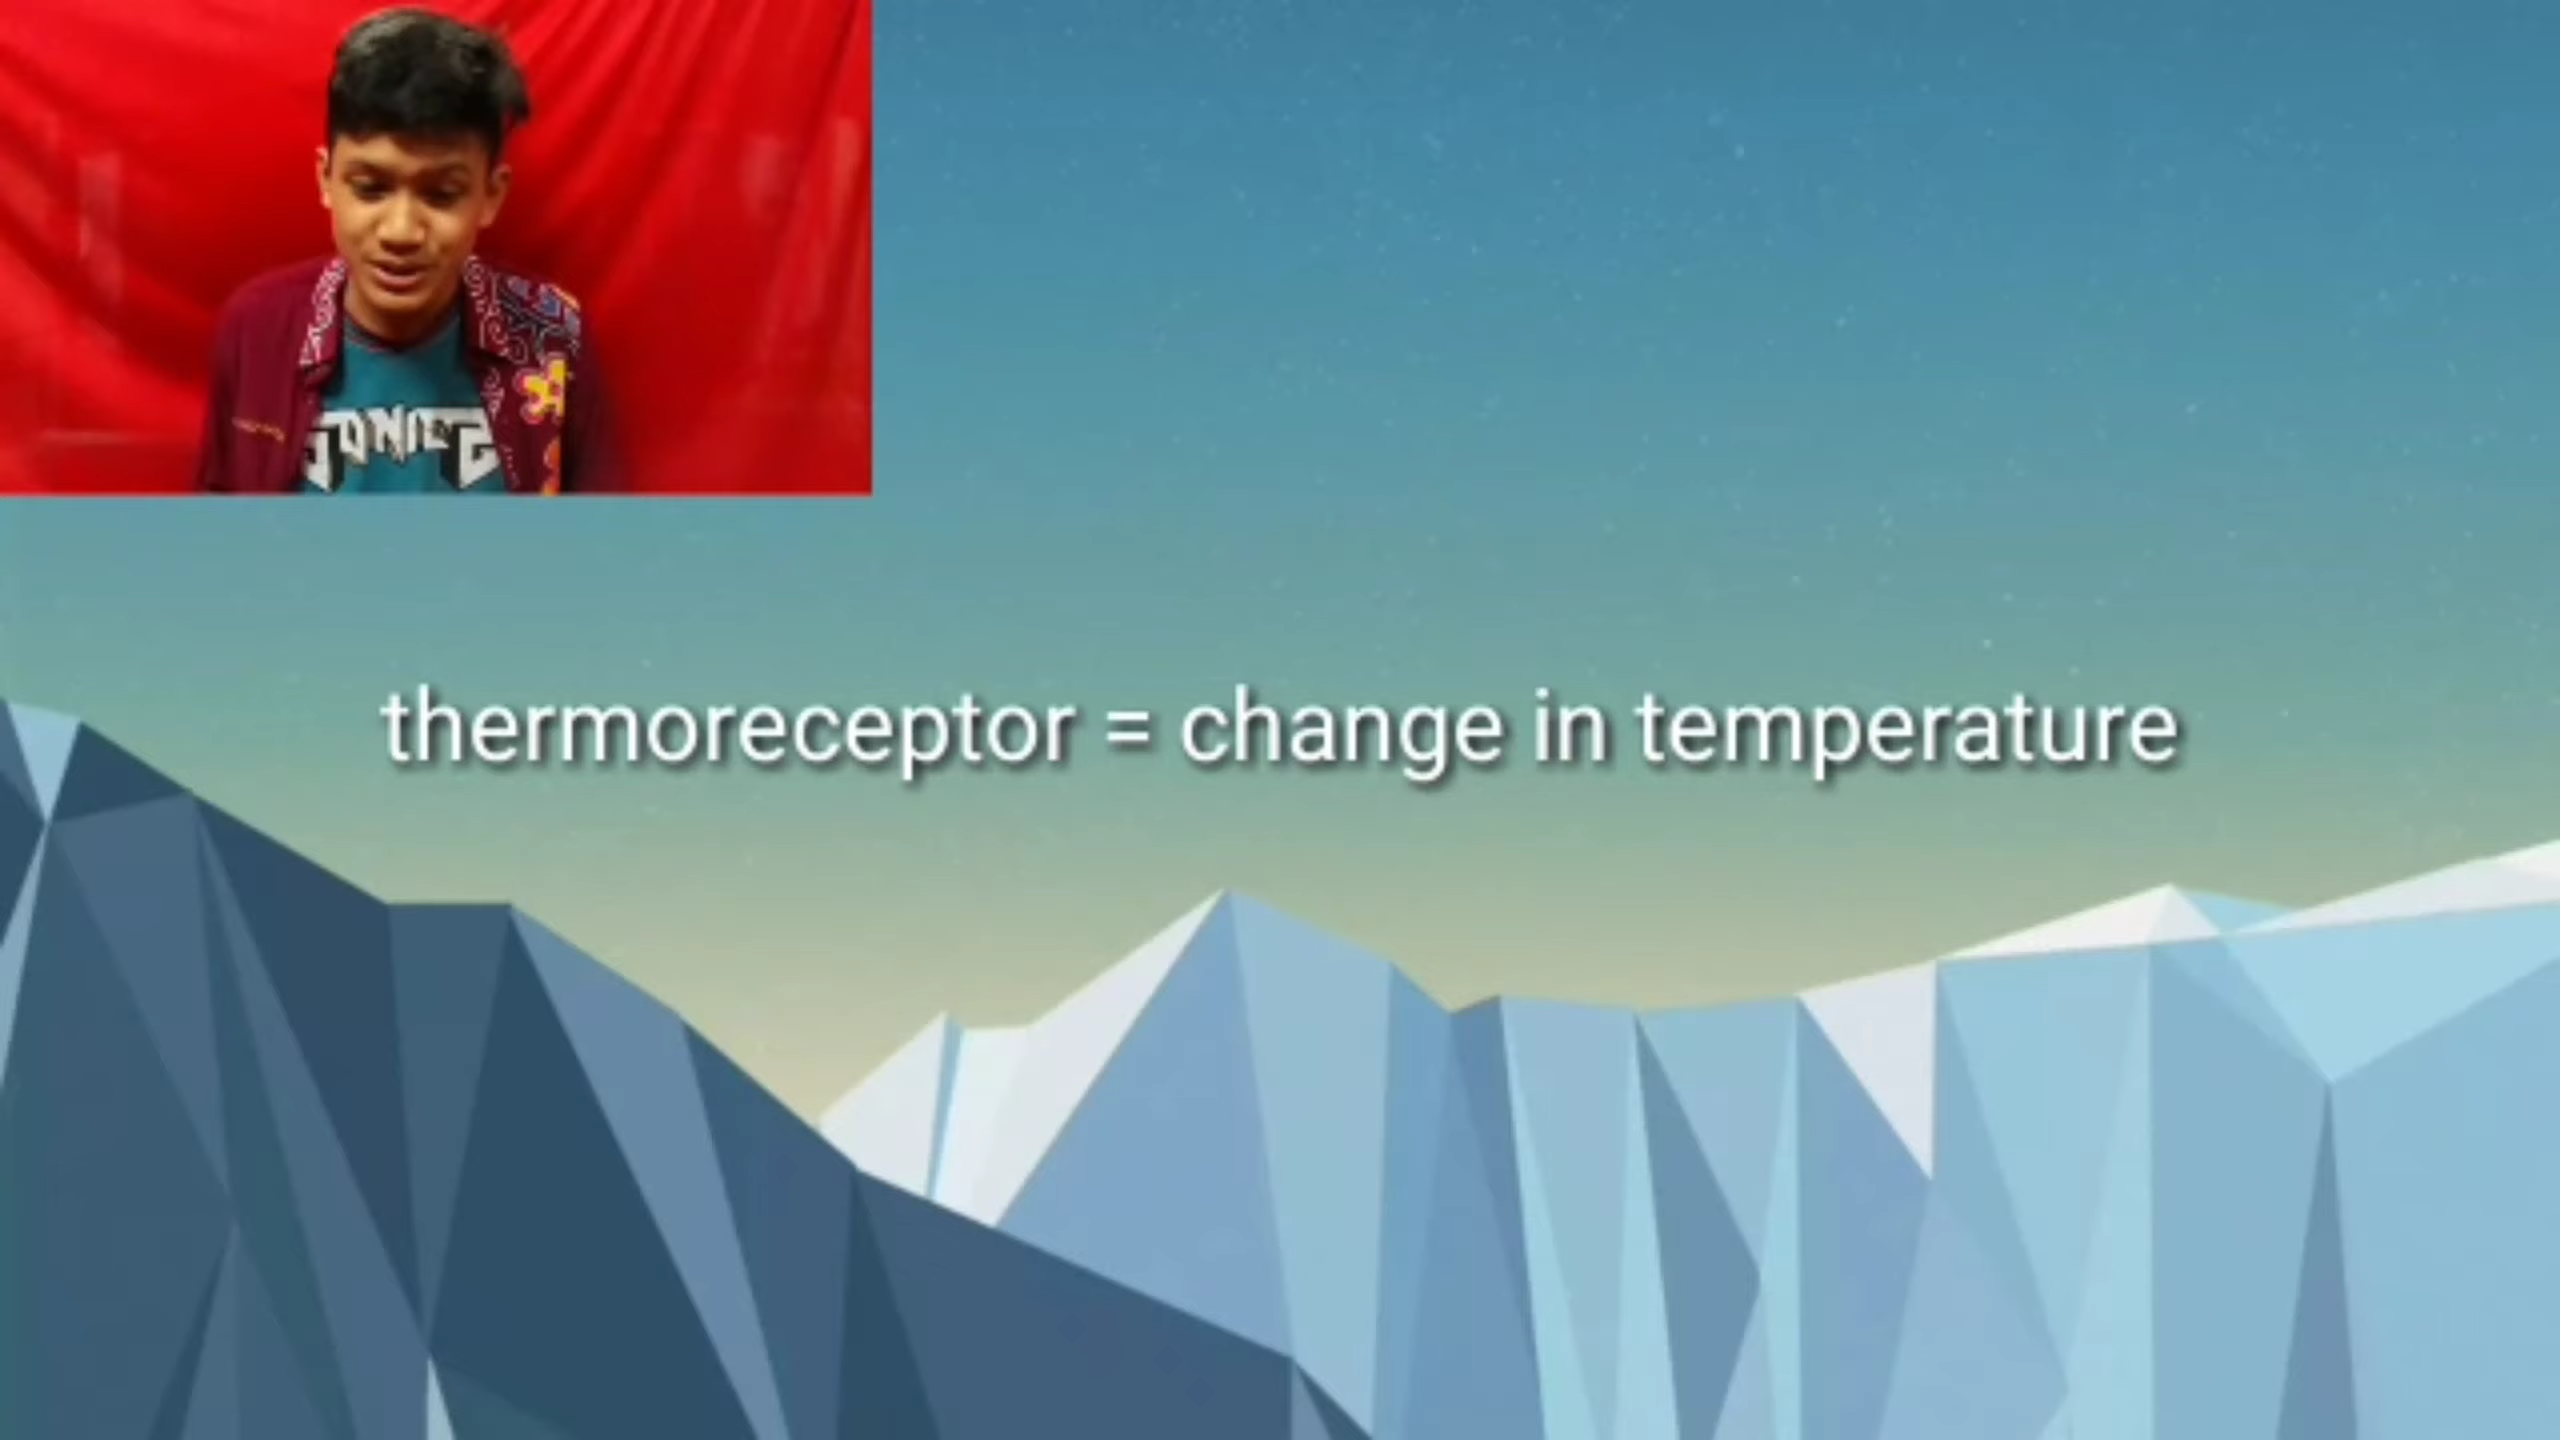 thermoreceptor = change in temperature